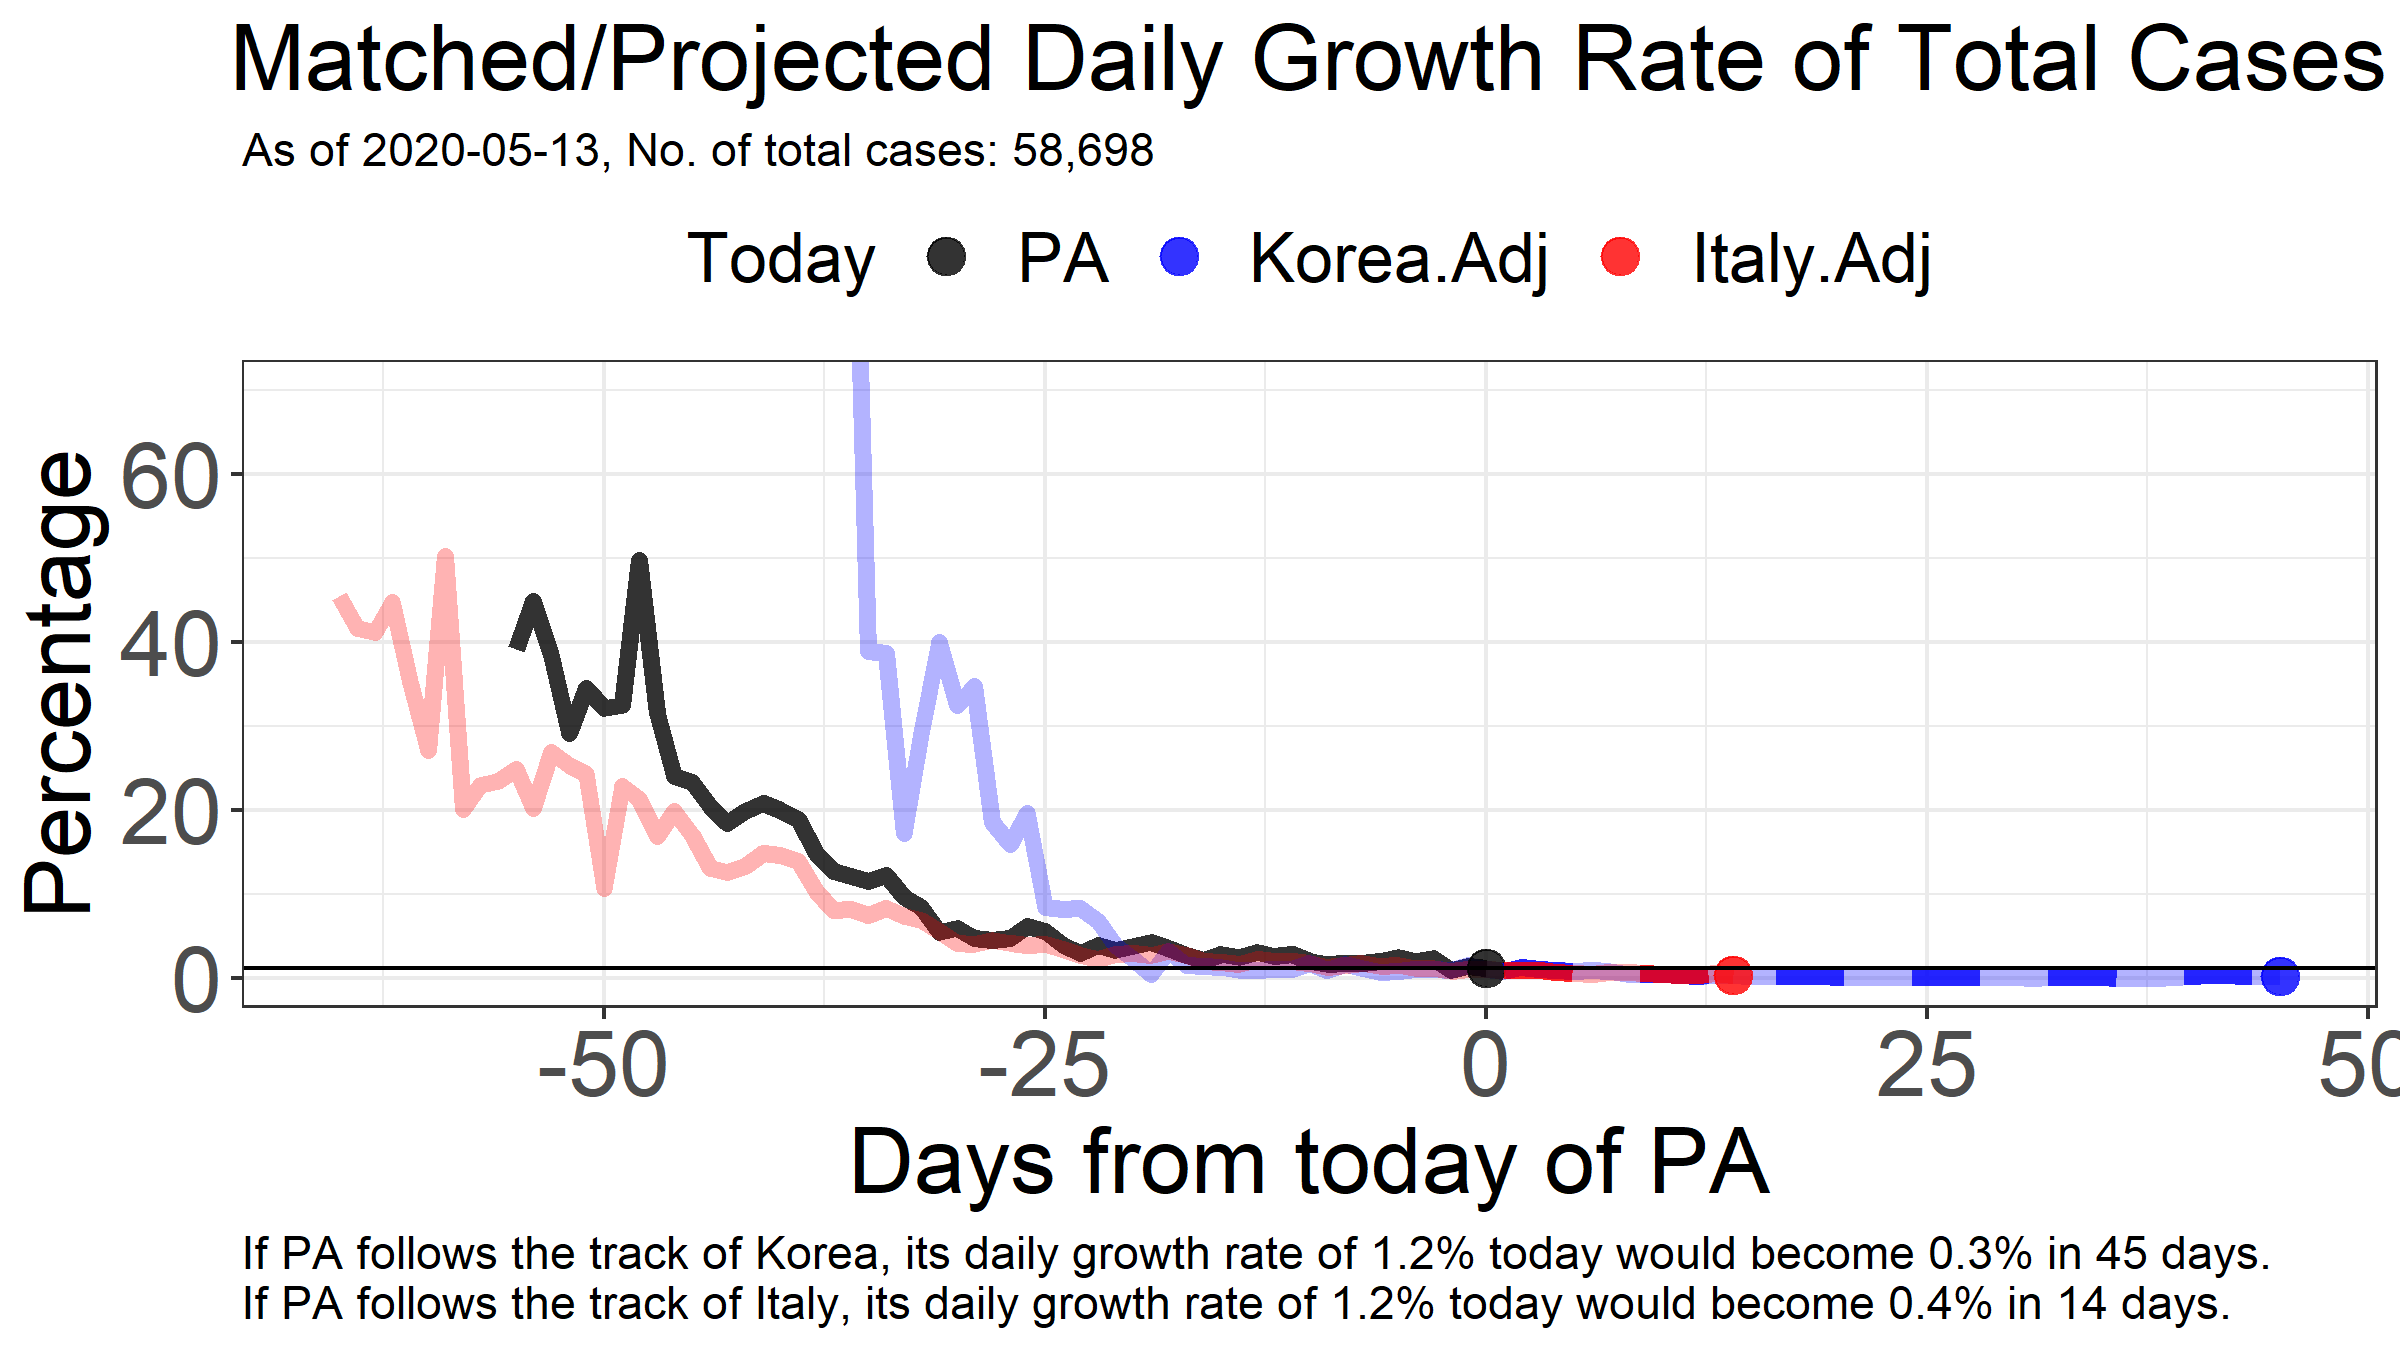 Matched/Projected Daily Growth Rate of Total Cases
As of 2020-05-13, No. of total cases: 58,698
Today PA Korea.Adj Italy.Adj
Percentage
60
40
20
0
-50 -25 0 25 50
Days from today of PA
If PA follows the track of Korea, its daily growth rate of 1.2% today would become 0.3% in 45 days.
If PA follows the track of Italy, its daily growth rate of 1.2% today would become 0.4% in 14 days.